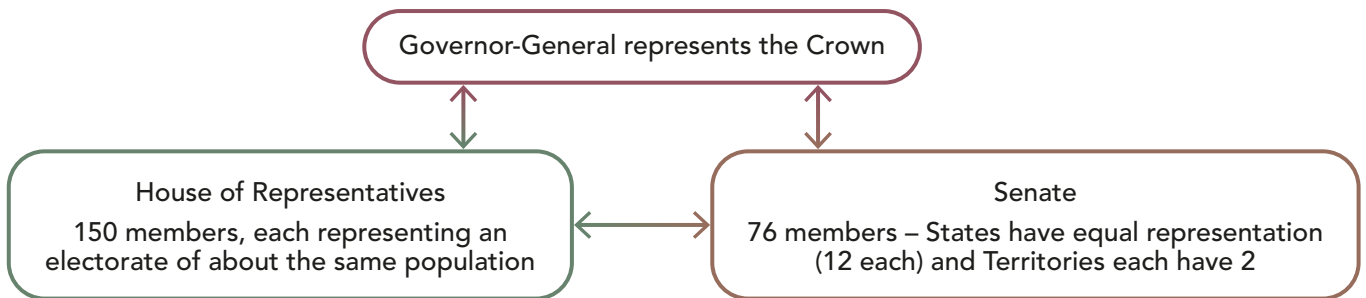 Governor-General represents the Crown
House of Representatives
150 members, each representing an
electorate of about the same population
Senate
76 members – States have equal representation
(12 each) and Territories each have 2